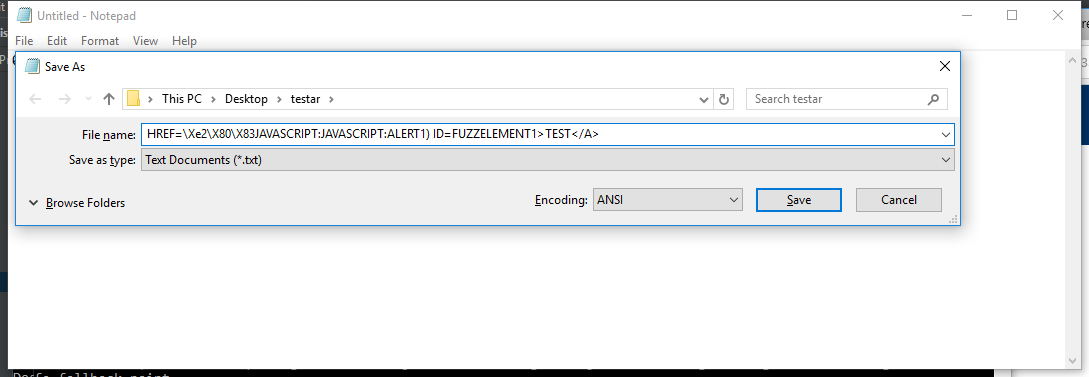 Untitled - Notepad
File Edit Format View Help
Save As
This PC Desktop testar
Search testar
File name: HREF=\Xe2\X80\X83JAVASCRIPT:JAVASCRIPT:ALERT1) ID=FUZZELEMENT1>TEST</A>
Save as type: Text Documents (*.txt)
Browse Folders
Encoding: ANSI
Save
Cancel